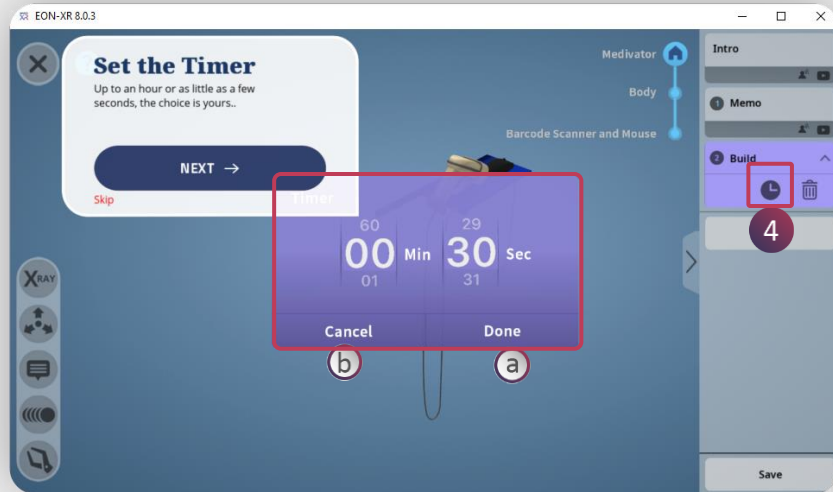 EON-XR 8.0.3
Set the Timer
Up to an hour or as little as a few
seconds, the choice is yours..
NEXT →
Skip
Medivator
Body
Barcode Scanner and Mouse
Timer
60
29
00 Min 30 Sec
01
31
Cancel
Done
b
a
XRAY
Intro
1 Memo
2 Build
4
Save